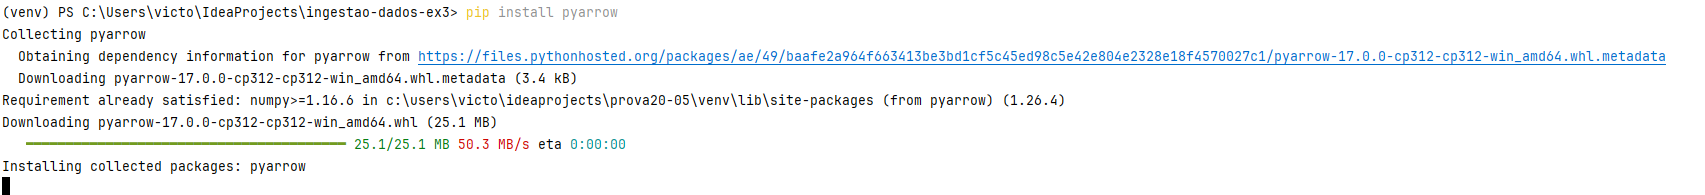 (venv) PS C:\Users\victo\IdeaProjects\ingestao-dados-ex3> pip install pyarrow
Collecting pyarrow
  Obtaining dependency information for pyarrow from https://files.pythonhosted.org/packages/ae/49/baafe2a964f663413be3bd1cf5c45ed98c5e42e804e2328e18f4570027c1/pyarrow-17.0.0-cp312-cp312-win_amd64.whl.metadata
  Downloading pyarrow-17.0.0-cp312-cp312-win_amd64.whl.metadata (3.4 kB)
Requirement already satisfied: numpy>=1.16.6 in c:\users\victo\ideaprojects\prova20-05\venv\lib\site-packages (from pyarrow) (1.26.4)
Downloading pyarrow-17.0.0-cp312-cp312-win_amd64.whl (25.1 MB)
25.1/25.1 MB 50.3 MB/s eta 0:00:00
Installing collected packages: pyarrow